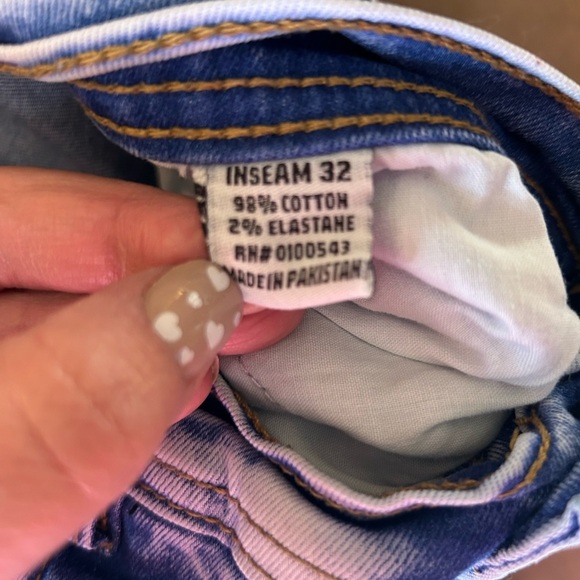 INSEAM 32
98% COTTON
2% ELASTANE
RN# 0100543
MADE IN PAKISTAN